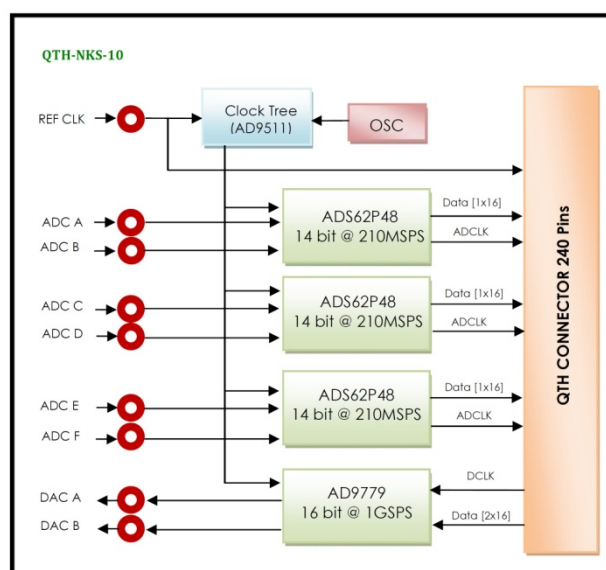 QTH-NKS-10
REF CLK
Clock Tree
(AD9511)
OSC
ADC A
ADC B
ADS62P48
14 bit @ 210MSPS
Data [1x16]
ADCLK
ADC C
ADC D
ADS62P48
14 bit @ 210MSPS
Data [1x16]
ADCLK
ADC E
ADC F
ADS62P48
14 bit @ 210MSPS
Data [1x16]
ADCLK
DAC A
DAC B
AD9779
16 bit @ 1GSPS
DCLK
Data [2x16]
QTH CONNECTOR 240 Pins